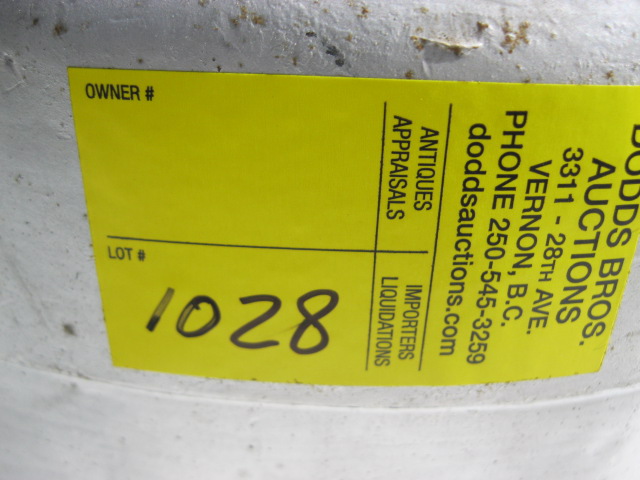 OWNER #
LOT #
1028
DODDS BROS.
AUCTIONS
3311 - 28TH AVE.
VERNON, B.C.
PHONE 250-545-3259
doddsauctions.com
ANTIQUES
APPRAISALS
IMPORTERS
LIQUIDATIONS